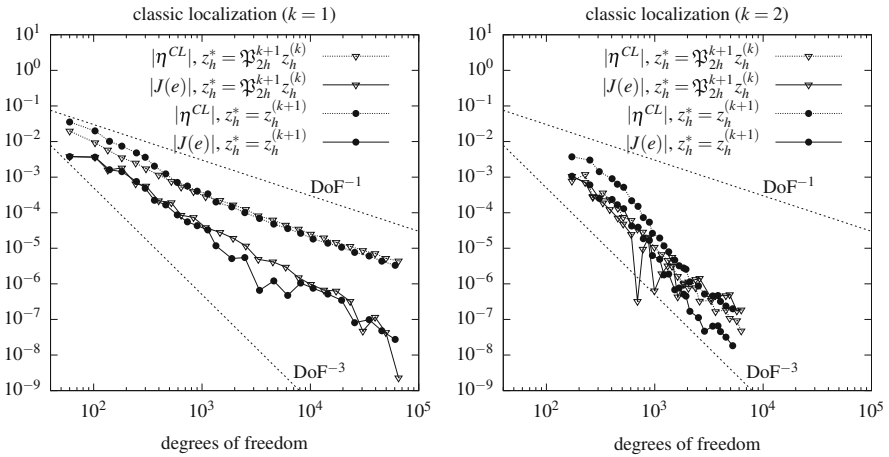 classic localization (k = 1)
10^1
10^0
10^−1
10^−2
10^−3
10^−4
10^−5
10^−6
10^−7
10^−8
10^−9
|η^{CL}|, z_h^* = 𝔓_{2h}^{k+1} z_h^{(k)}
|J(e)|, z_h^* = 𝔓_{2h}^{k+1} z_h^{(k)}
|η^{CL}|, z_h^* = z_h^{(k+1)}
|J(e)|, z_h^* = z_h^{(k+1)}
DoF^−1
DoF^−3
10^2 10^3 10^4 10^5
degrees of freedom
classic localization (k = 2)
10^1
10^0
10^−1
10^−2
10^−3
10^−4
10^−5
10^−6
10^−7
10^−8
10^−9
|η^{CL}|, z_h^* = 𝔓_{2h}^{k+1} z_h^{(k)}
|J(e)|, z_h^* = 𝔓_{2h}^{k+1} z_h^{(k)}
|η^{CL}|, z_h^* = z_h^{(k+1)}
|J(e)|, z_h^* = z_h^{(k+1)}
DoF^−1
DoF^−3
10^2 10^3 10^4 10^5
degrees of freedom